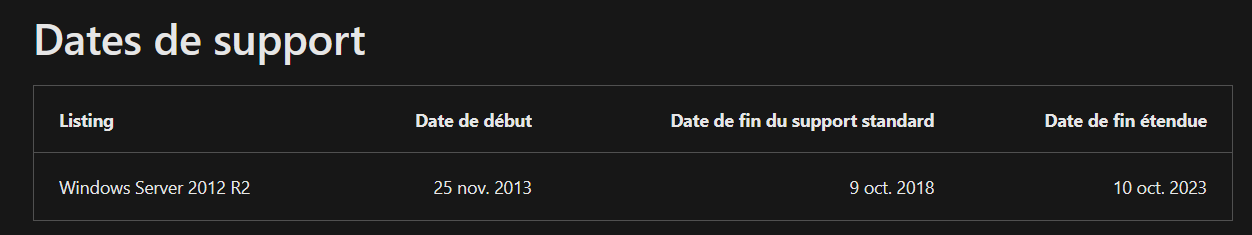 Dates de support
Listing Date de début Date de fin du support standard Date de fin étendue
Windows Server 2012 R2 25 nov. 2013 9 oct. 2018 10 oct. 2023